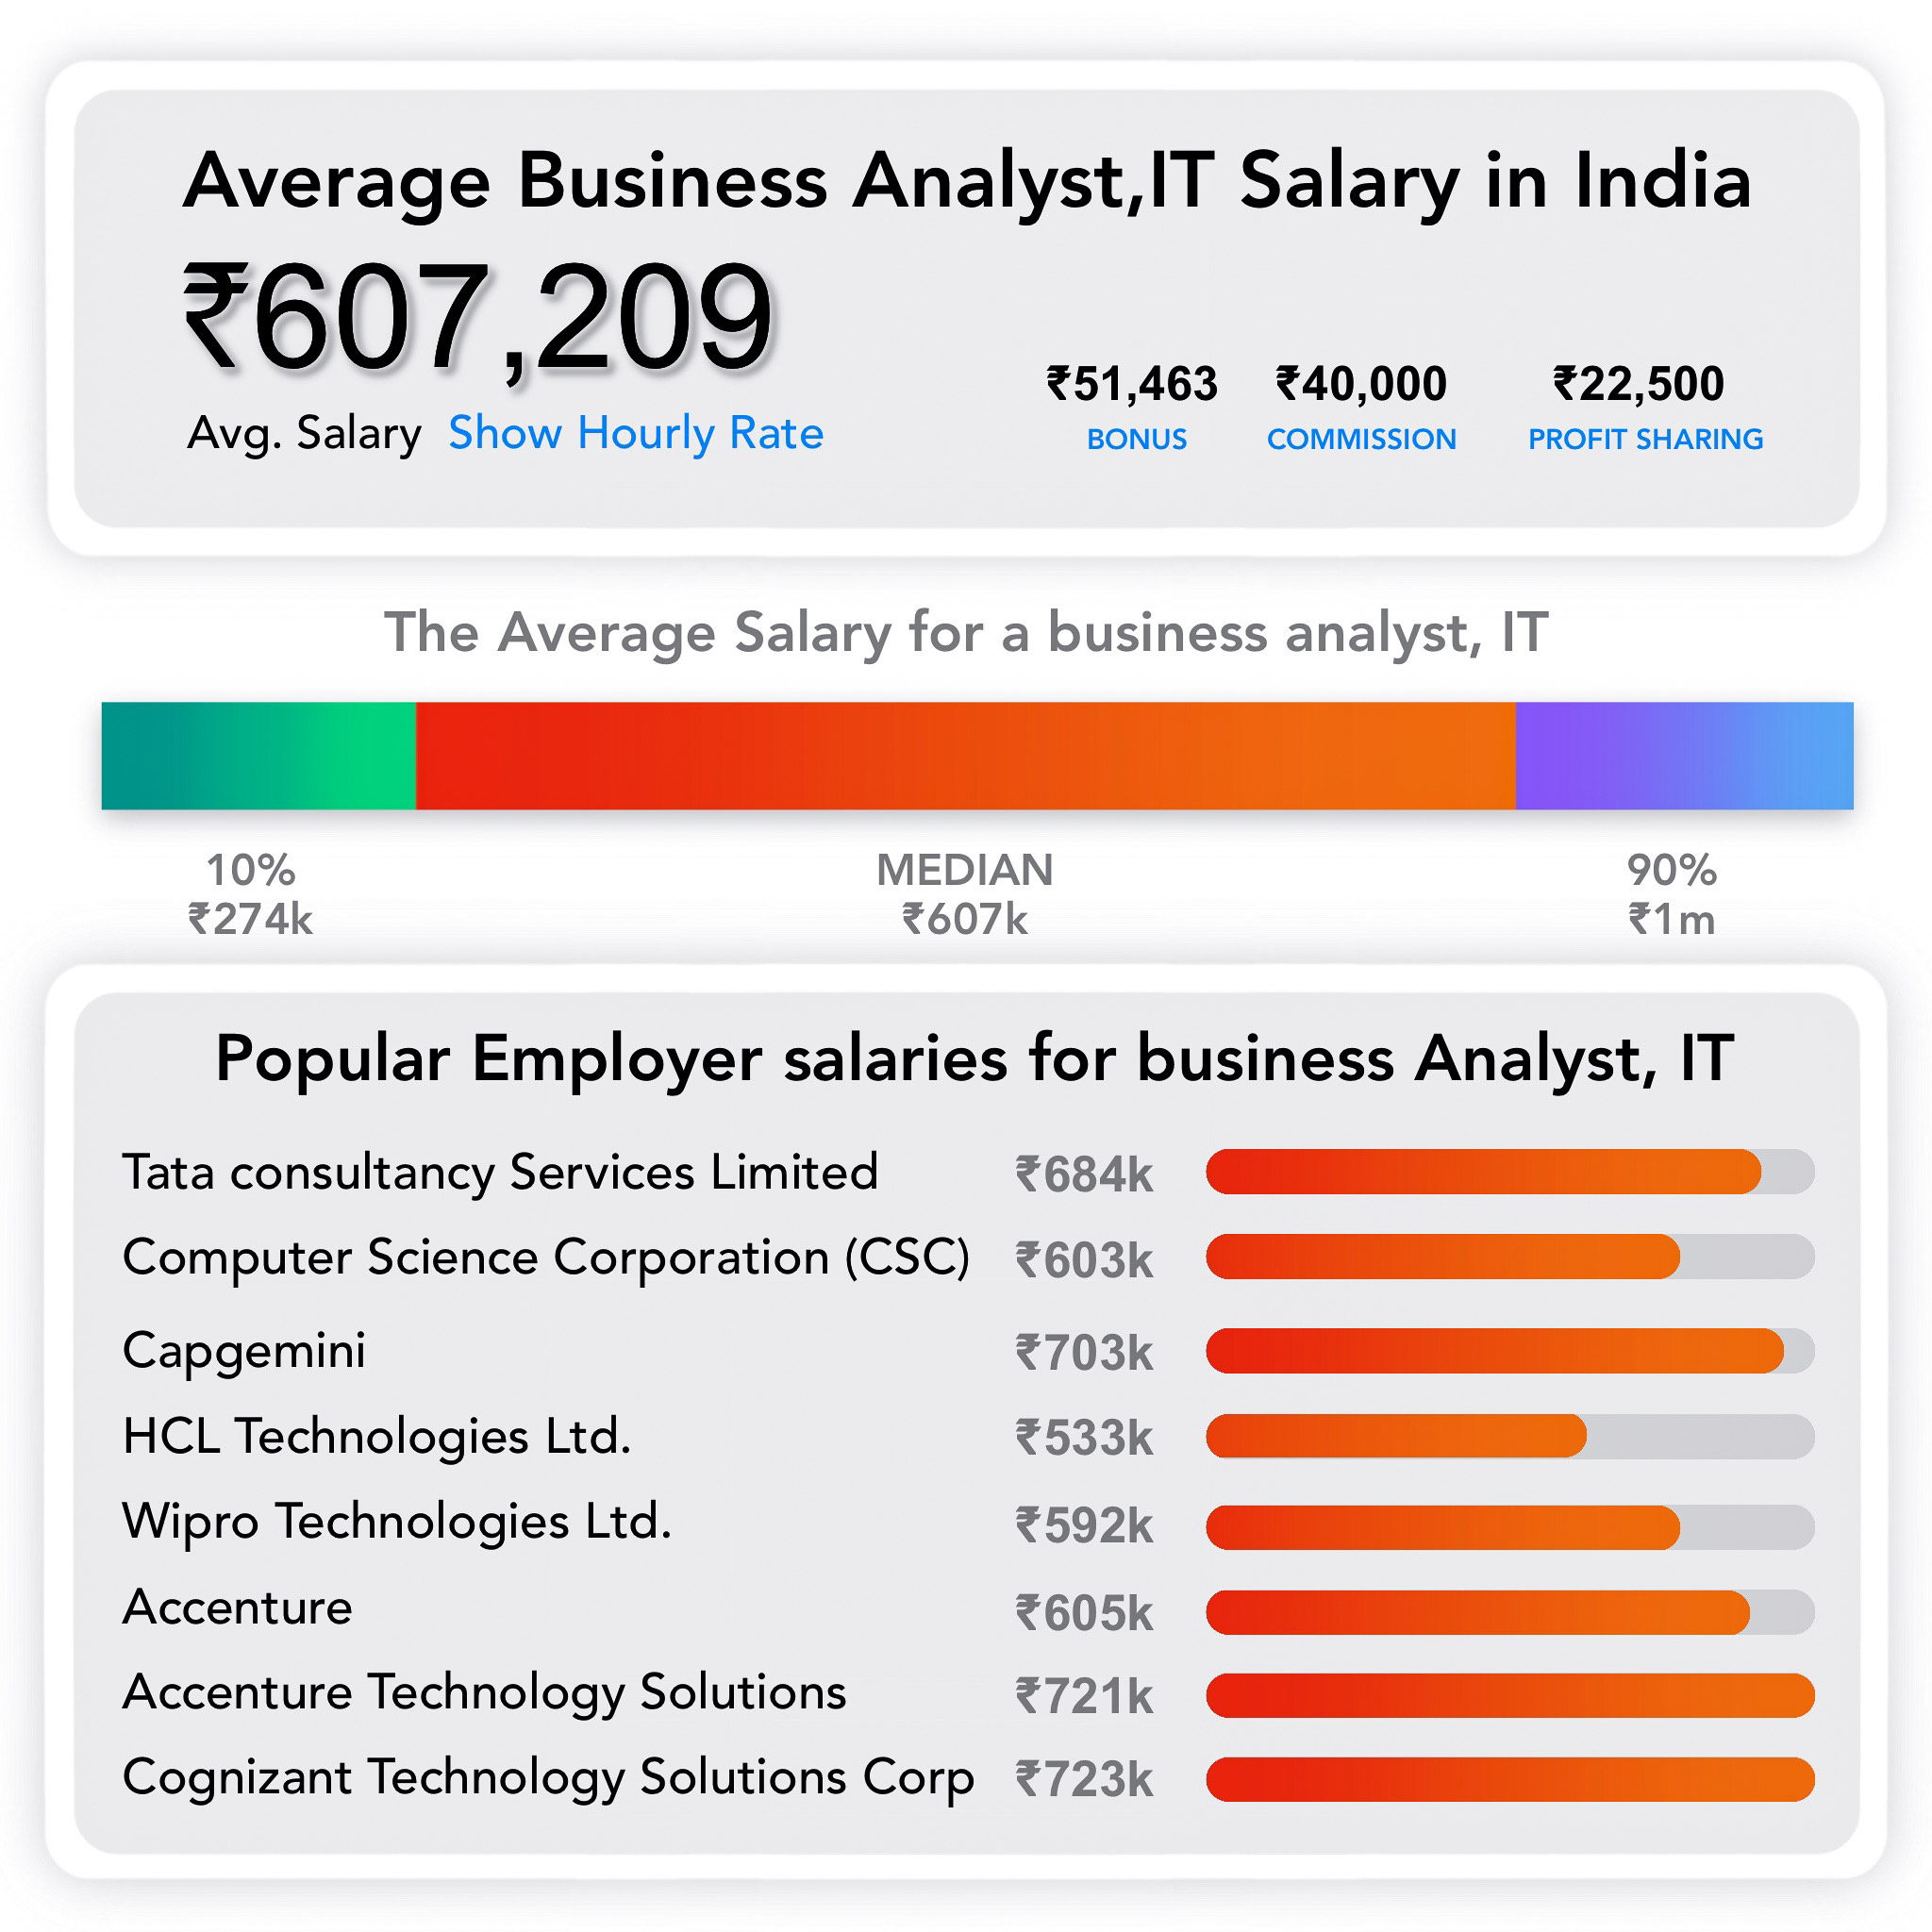 Average Business Analyst,IT Salary in India
₹607,209
Avg. Salary Show Hourly Rate
₹51,463 ₹40,000 ₹22,500
BONUS COMMISSION PROFIT SHARING
The Average Salary for a business analyst, IT
10% MEDIAN 90%
₹274k ₹607k ₹1m
Popular Employer salaries for business Analyst, IT
Tata consultancy Services Limited ₹684k
Computer Science Corporation (CSC) ₹603k
Capgemini ₹703k
HCL Technologies Ltd. ₹533k
Wipro Technologies Ltd. ₹592k
Accenture ₹605k
Accenture Technology Solutions ₹721k
Cognizant Technology Solutions Corp ₹723k